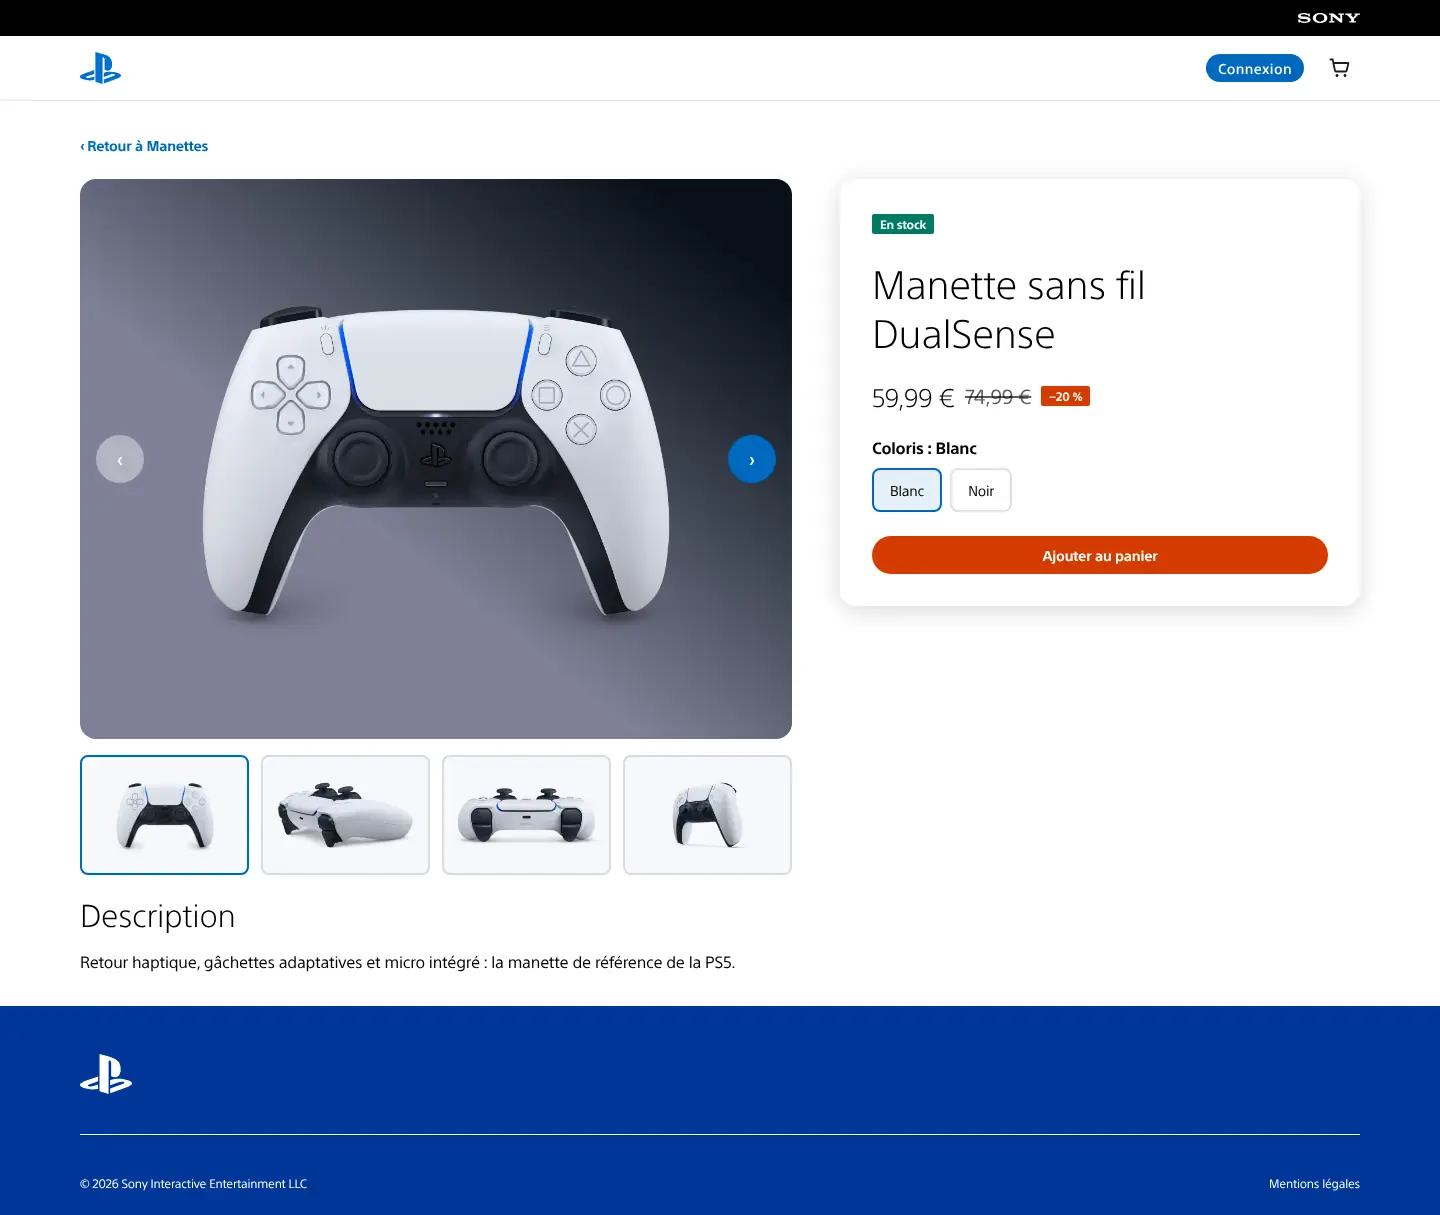 SONY
Connexion
‹ Retour à Manettes
En stock
Manette sans fil
DualSense
59,99 € 74,99 € −20 %
Coloris : Blanc
Blanc Noir
Ajouter au panier
Description
Retour haptique, gâchettes adaptatives et micro intégré : la manette de référence de la PS5.
© 2026 Sony Interactive Entertainment LLC
Mentions légales